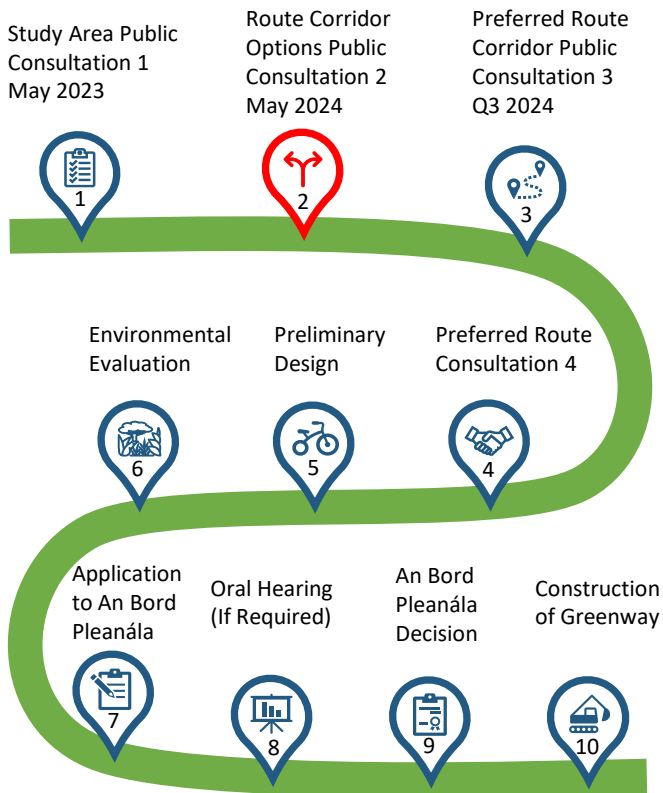 Study Area Public
Consultation 1
May 2023
Route Corridor
Options Public
Consultation 2
May 2024
Preferred Route
Corridor Public
Consultation 3
Q3 2024
1
2
3
Environmental
Evaluation
Preliminary
Design
Preferred Route
Consultation 4
6
5
4
Application
to An Bord
Pleanála
Oral Hearing
(If Required)
An Bord
Pleanála
Decision
Construction
of Greenway
7
8
9
10